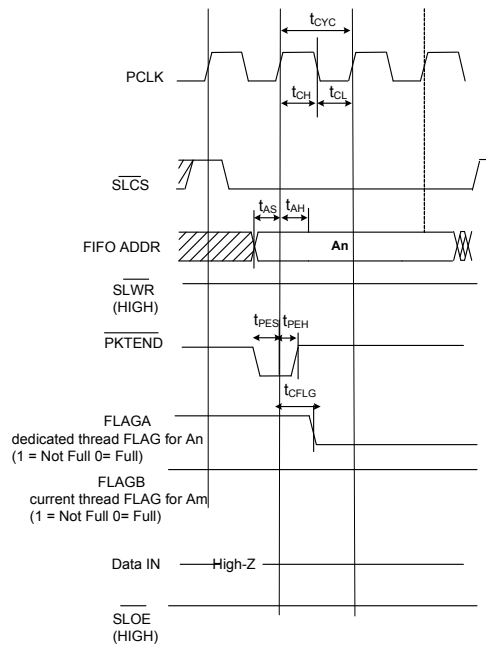 tCYC
PCLK
tCH
tCL
SLCS
tAS
tAH
FIFO ADDR
An
SLWR
(HIGH)
tPES
tPEH
PKTEND
tCFLG
FLAGA
dedicated thread FLAG for An
(1 = Not Full 0= Full)
FLAGB
current thread FLAG for Am
(1 = Not Full 0= Full)
Data IN
High-Z
SLOE
(HIGH)